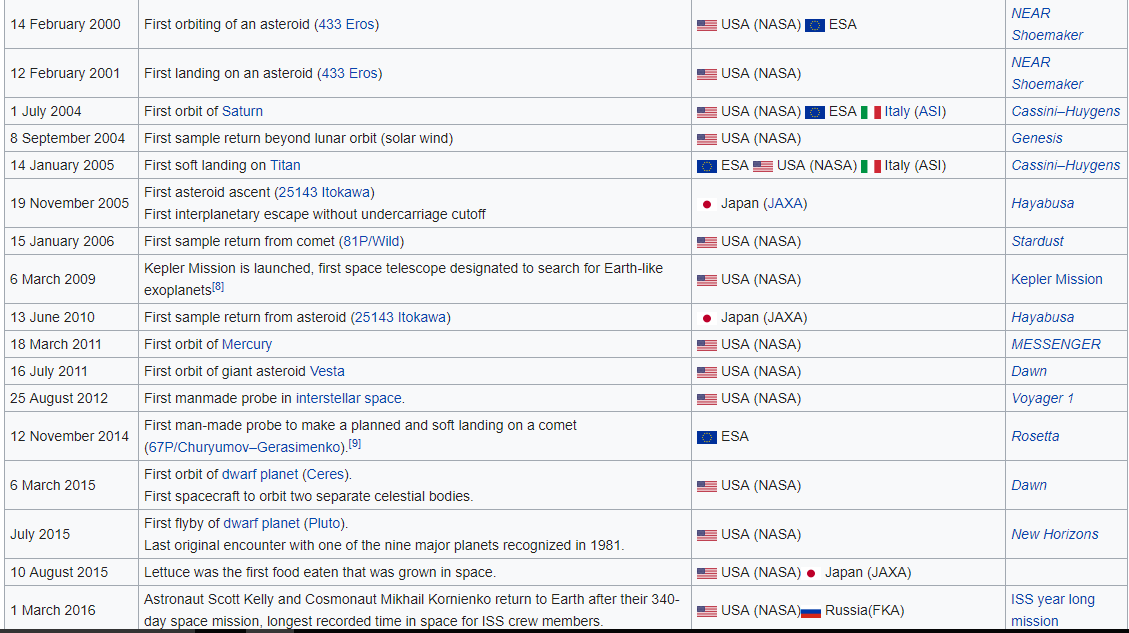 14 February 2000 First orbiting of an asteroid (433 Eros) USA (NASA) ESA NEAR
Shoemaker
12 February 2001 First landing on an asteroid (433 Eros) USA (NASA) NEAR
Shoemaker
1 July 2004 First orbit of Saturn USA (NASA) ESA Italy (ASI) Cassini–Huygens
8 September 2004 First sample return beyond lunar orbit (solar wind) USA (NASA) Genesis
14 January 2005 First soft landing on Titan ESA USA (NASA) Italy (ASI) Cassini–Huygens
19 November 2005 First asteroid ascent (25143 Itokawa)
First interplanetary escape without undercarriage cutoff Japan (JAXA) Hayabusa
15 January 2006 First sample return from comet (81P/Wild) USA (NASA) Stardust
6 March 2009 Kepler Mission is launched, first space telescope designated to search for Earth-like
exoplanets[8] USA (NASA) Kepler Mission
13 June 2010 First sample return from asteroid (25143 Itokawa) Japan (JAXA) Hayabusa
18 March 2011 First orbit of Mercury USA (NASA) MESSENGER
16 July 2011 First orbit of giant asteroid Vesta USA (NASA) Dawn
25 August 2012 First manmade probe in interstellar space. USA (NASA) Voyager 1
12 November 2014 First man-made probe to make a planned and soft landing on a comet
(67P/Churyumov–Gerasimenko).[9] ESA Rosetta
6 March 2015 First orbit of dwarf planet (Ceres).
First spacecraft to orbit two separate celestial bodies. USA (NASA) Dawn
July 2015 First flyby of dwarf planet (Pluto).
Last original encounter with one of the nine major planets recognized in 1981. USA (NASA) New Horizons
10 August 2015 Lettuce was the first food eaten that was grown in space. USA (NASA) Japan (JAXA)
1 March 2016 Astronaut Scott Kelly and Cosmonaut Mikhail Kornienko return to Earth after their 340-
day space mission, longest recorded time in space for ISS crew members. USA (NASA) Russia(FKA) ISS year long
mission